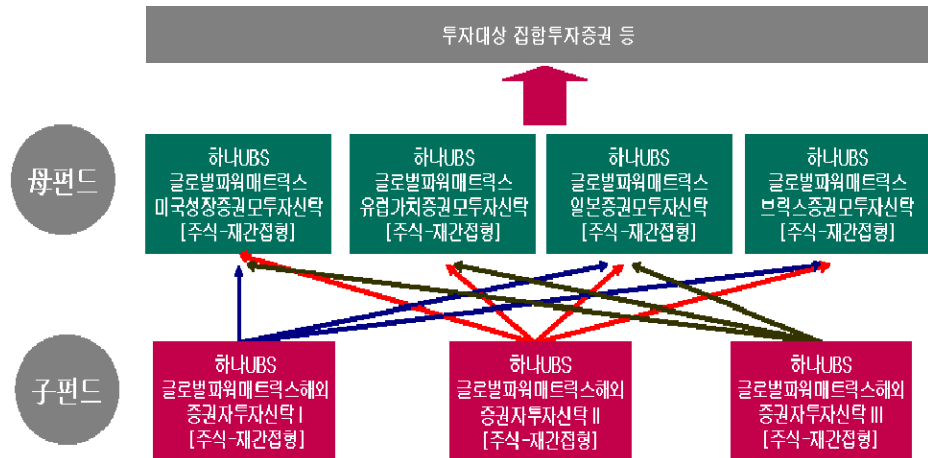 투자대상 집합투자증권 등
母펀드
하나UBS
글로벌파워매트릭스
미국성장증권모투자신탁
[주식-재간접형]
하나UBS
글로벌파워매트릭스
유럽가치증권모투자신탁
[주식-재간접형]
하나UBS
글로벌파워매트릭스
일본증권모투자신탁
[주식-재간접형]
하나UBS
글로벌파워매트릭스
브릭스증권모투자신탁
[주식-재간접형]
子펀드
하나UBS
글로벌파워매트릭스해외
증권자투자신탁 I
[주식-재간접형]
하나UBS
글로벌파워매트릭스해외
증권자투자신탁 II
[주식-재간접형]
하나UBS
글로벌파워매트릭스해외
증권자투자신탁 III
[주식-재간접형]